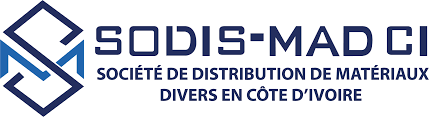 SODIS-MAD CI
SOCIÉTÉ DE DISTRIBUTION DE MATÉRIAUX
DIVERS EN CÔTE D'IVOIRE